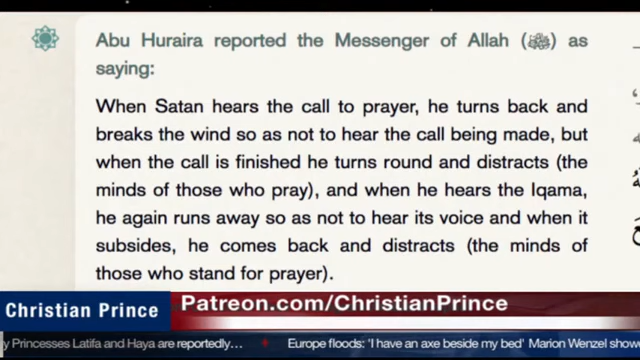 Abu Huraira reported the Messenger of Allah (ﷺ) as
saying:
When Satan hears the call to prayer, he turns back and
breaks the wind so as not to hear the call being made, but
when the call is finished he turns round and distracts (the
minds of those who pray), and when he hears the Iqama,
he again runs away so as not to hear its voice and when it
subsides, he comes back and distracts (the minds of
those who stand for prayer).
Christian Prince
Patreon.com/ChristianPrince
y Princesses Latifa and Haya are reportedly… Europe floods: 'I have an axe beside my bed' Marion Wenzel show